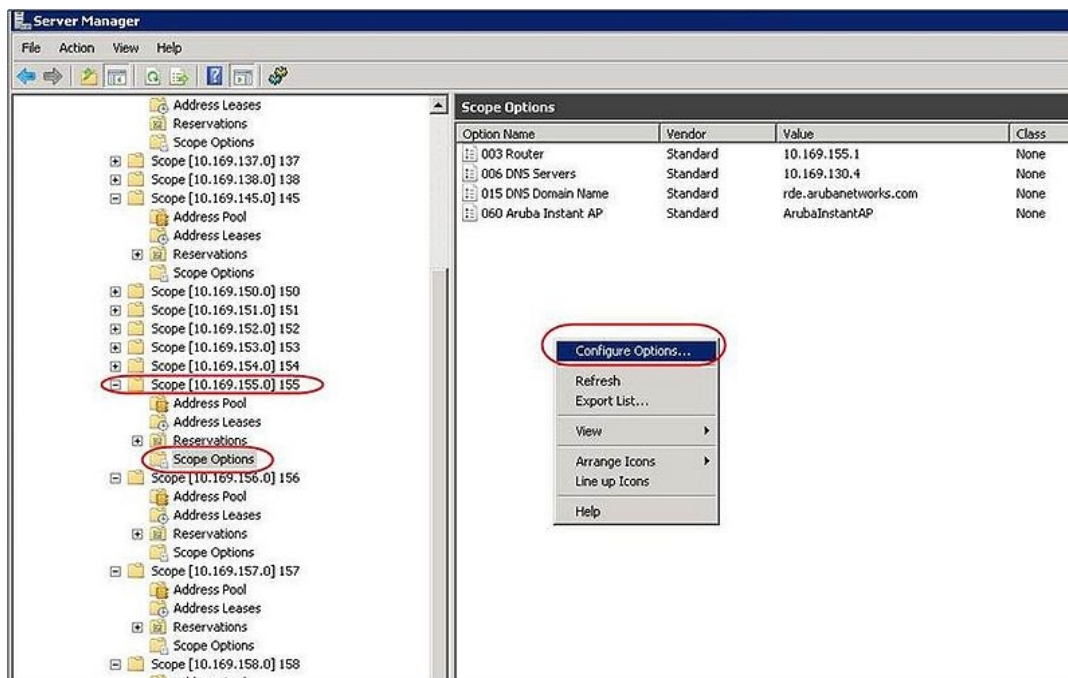 Server Manager
File Action View Help
Address Leases
Reservations
Scope Options
Scope [10.169.137.0] 137
Scope [10.169.138.0] 138
Scope [10.169.145.0] 145
Address Pool
Address Leases
Reservations
Scope Options
Scope [10.169.150.0] 150
Scope [10.169.151.0] 151
Scope [10.169.152.0] 152
Scope [10.169.153.0] 153
Scope [10.169.154.0] 154
Scope [10.169.155.0] 155
Address Pool
Address Leases
Reservations
Scope Options
Scope [10.169.156.0] 156
Address Pool
Address Leases
Reservations
Scope Options
Scope [10.169.157.0] 157
Address Pool
Address Leases
Reservations
Scope Options
Scope [10.169.158.0] 158
Scope Options
Option Name Vendor Value Class
003 Router Standard 10.169.155.1 None
006 DNS Servers Standard 10.169.130.4 None
015 DNS Domain Name Standard rde.arubanetworks.com None
060 Aruba Instant AP Standard ArubaInstantAP None
Configure Options...
Refresh
Export List...
View
Arrange Icons
Line up Icons
Help